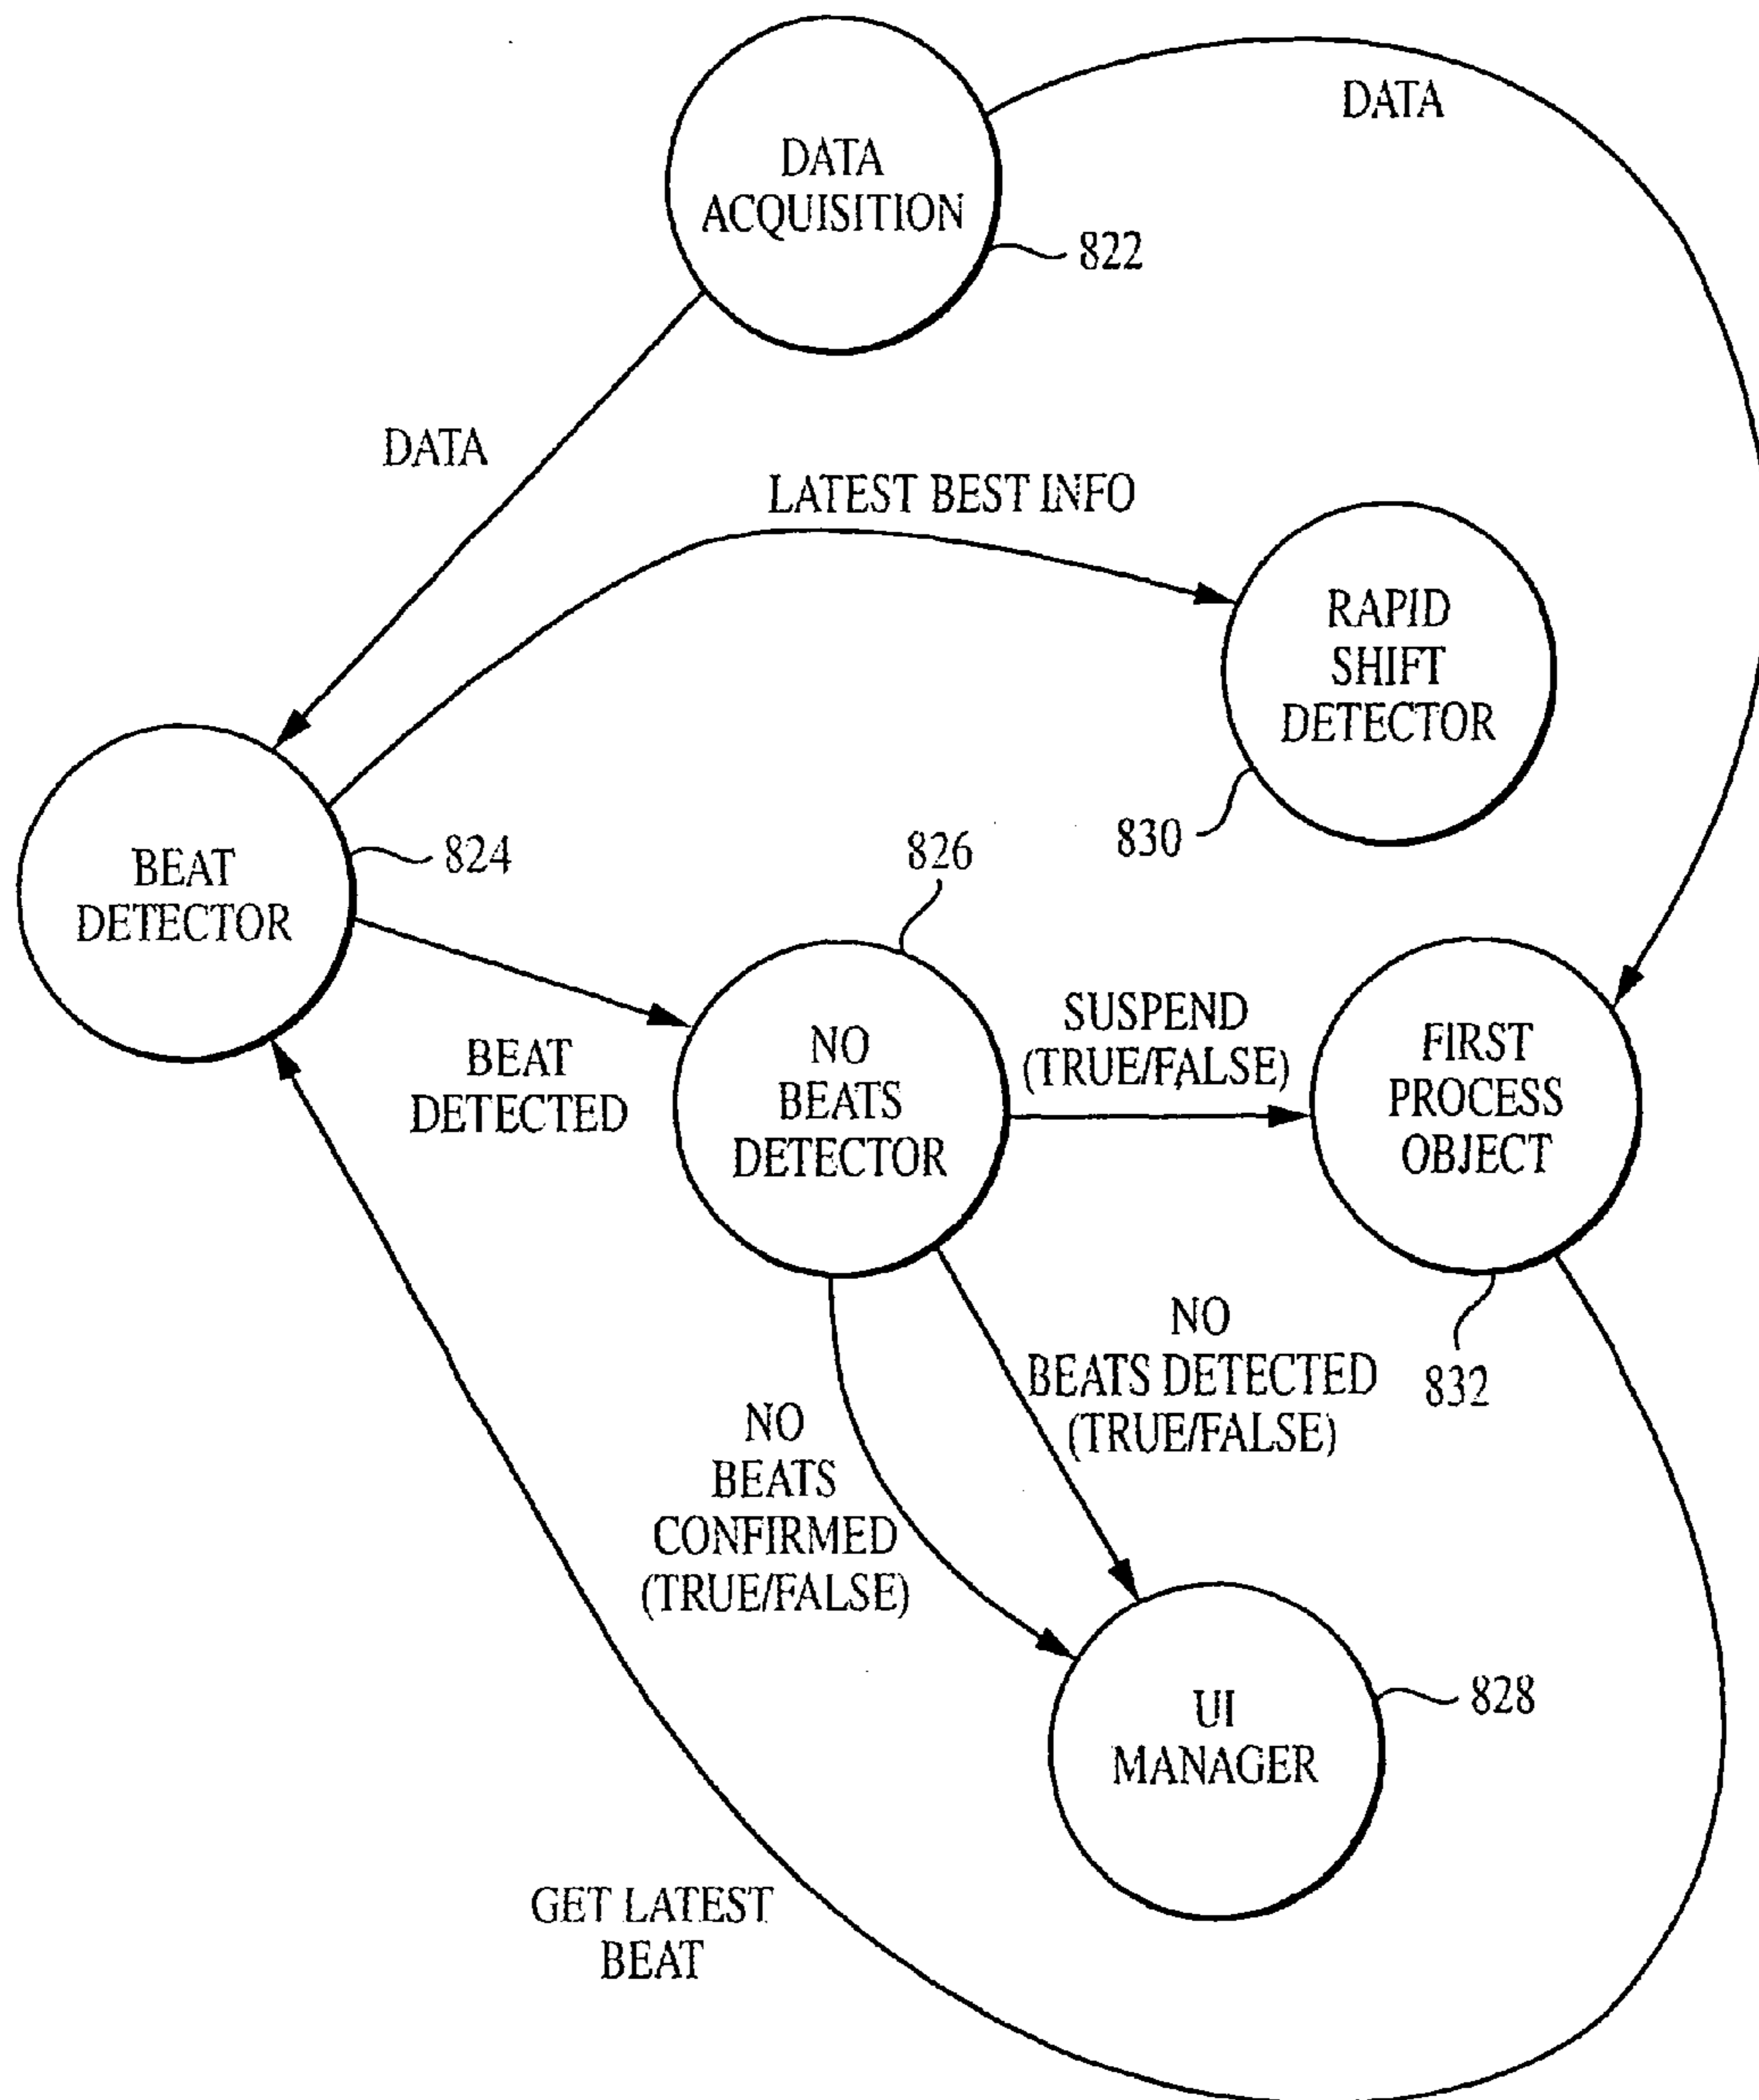 DATA
DATA
ACQUISITION
822
DATA
LATEST BEST INFO
RAPID
SHIFT
DETECTOR
830
BEAT
DETECTOR
824
826
BEAT
DETECTED
NO
BEATS
DETECTOR
SUSPEND
(TRUE/FALSE)
FIRST
PROCESS
OBJECT
832
NO
BEATS DETECTED
(TRUE/FALSE)
NO
BEATS
CONFIRMED
(TRUE/FALSE)
UI
MANAGER
828
GET LATEST
BEAT